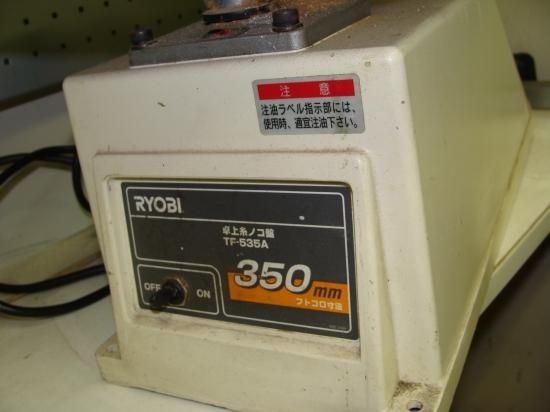 注意
注油ラベル指示部には、
使用時、適宜注油下さい。
RYOBI
卓上糸ノコ盤
TF-535A
350mm
フトコロ寸法
OFF ON